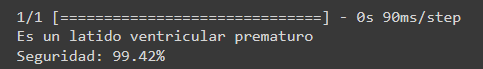 1/1 [==============================] - 0s 90ms/step
Es un latido ventricular prematuro
Seguridad: 99.42%